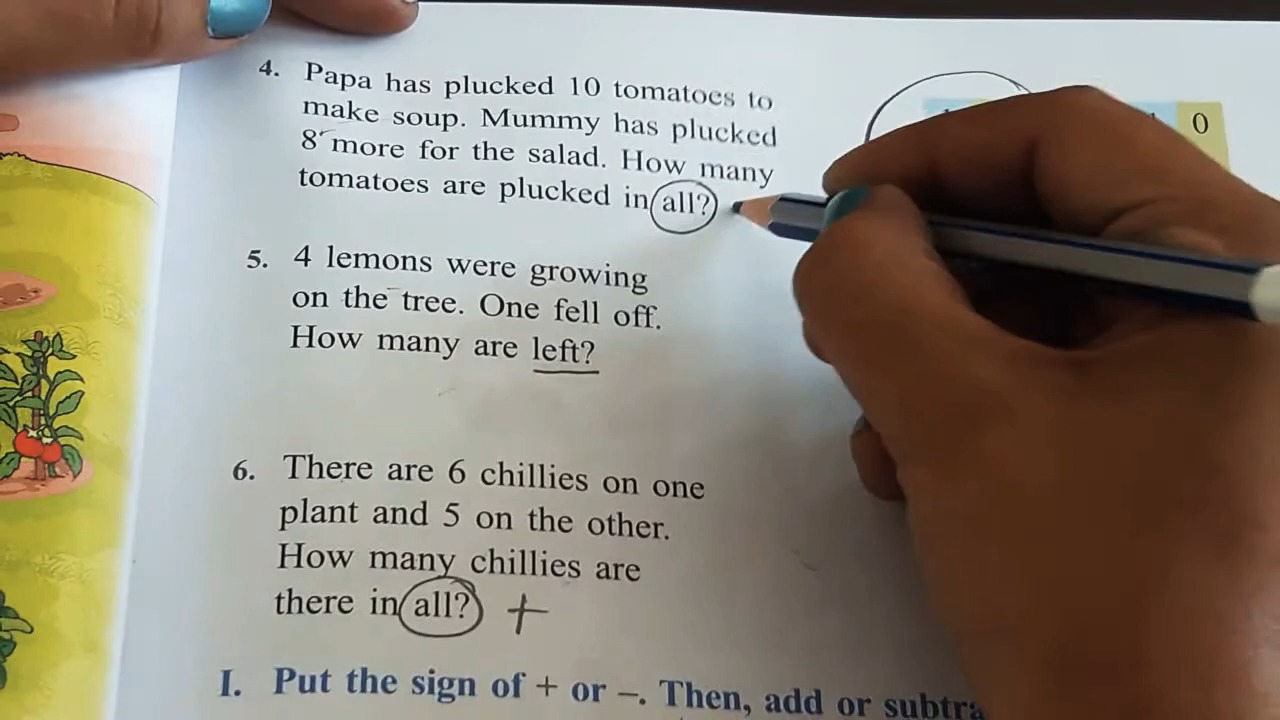 4. Papa has plucked 10 tomatoes to
make soup. Mummy has plucked
8 more for the salad. How many
tomatoes are plucked in all?
0
5. 4 lemons were growing
on the tree. One fell off.
How many are left?
6. There are 6 chillies on one
plant and 5 on the other.
How many chillies are
there in all? +
I. Put the sign of + or –. Then, add or subtra